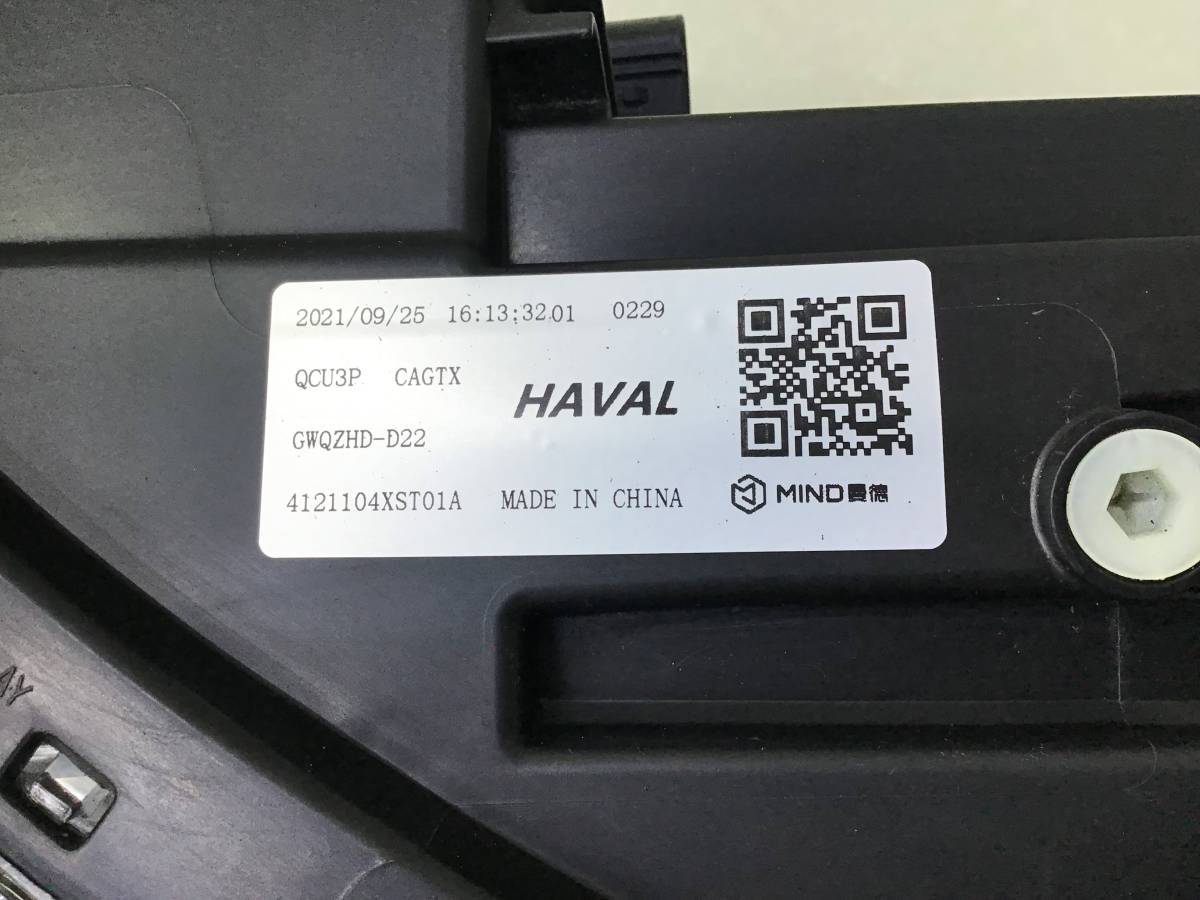 2021/09/25 16:13:32 01 0229
QCU3P CAGTX
HAVAL
GWQZHD-D22
4121104XST01A MADE IN CHINA
MIND曼德